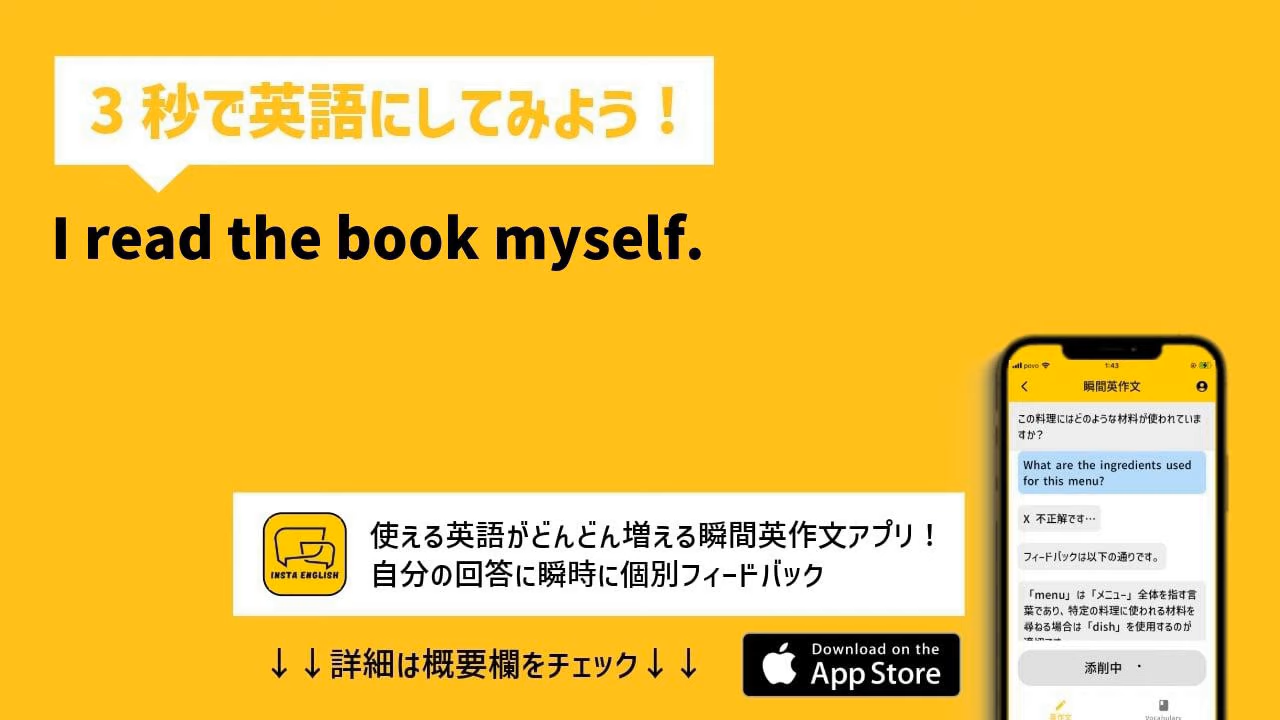 3秒で英語にしてみよう！
I read the book myself.
povo 1:43
瞬間英作文
この料理にはどのような材料が使われていま
すか？
What are the ingredients used
for this menu?
X 不正解です…
フィードバックは以下の通りです。
「menu」は「メニュー」全体を指す言
葉であり、特定の料理に使われる材料を
尋ねる場合は「dish」を使用するのが
添削中
英作文 Vocabulary
INSTA ENGLISH
使える英語がどんどん増える瞬間英作文アプリ！
自分の回答に瞬時に個別フィードバック
↓↓詳細は概要欄をチェック↓↓
Download on the
App Store